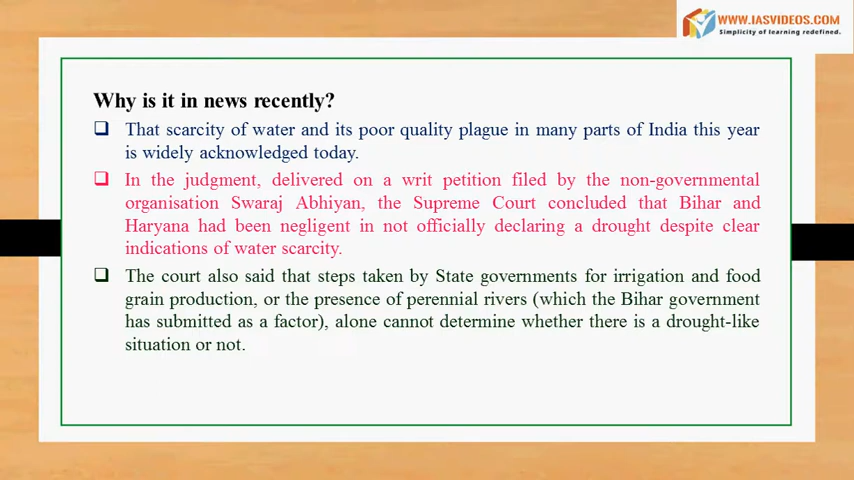 WWW.IASVIDEOS.COM
Simplicity of learning redefined.
Why is it in news recently?
That scarcity of water and its poor quality plague in many parts of India this year
is widely acknowledged today.
In the judgment, delivered on a writ petition filed by the non-governmental
organisation Swaraj Abhiyan, the Supreme Court concluded that Bihar and
Haryana had been negligent in not officially declaring a drought despite clear
indications of water scarcity.
The court also said that steps taken by State governments for irrigation and food
grain production, or the presence of perennial rivers (which the Bihar government
has submitted as a factor), alone cannot determine whether there is a drought-like
situation or not.